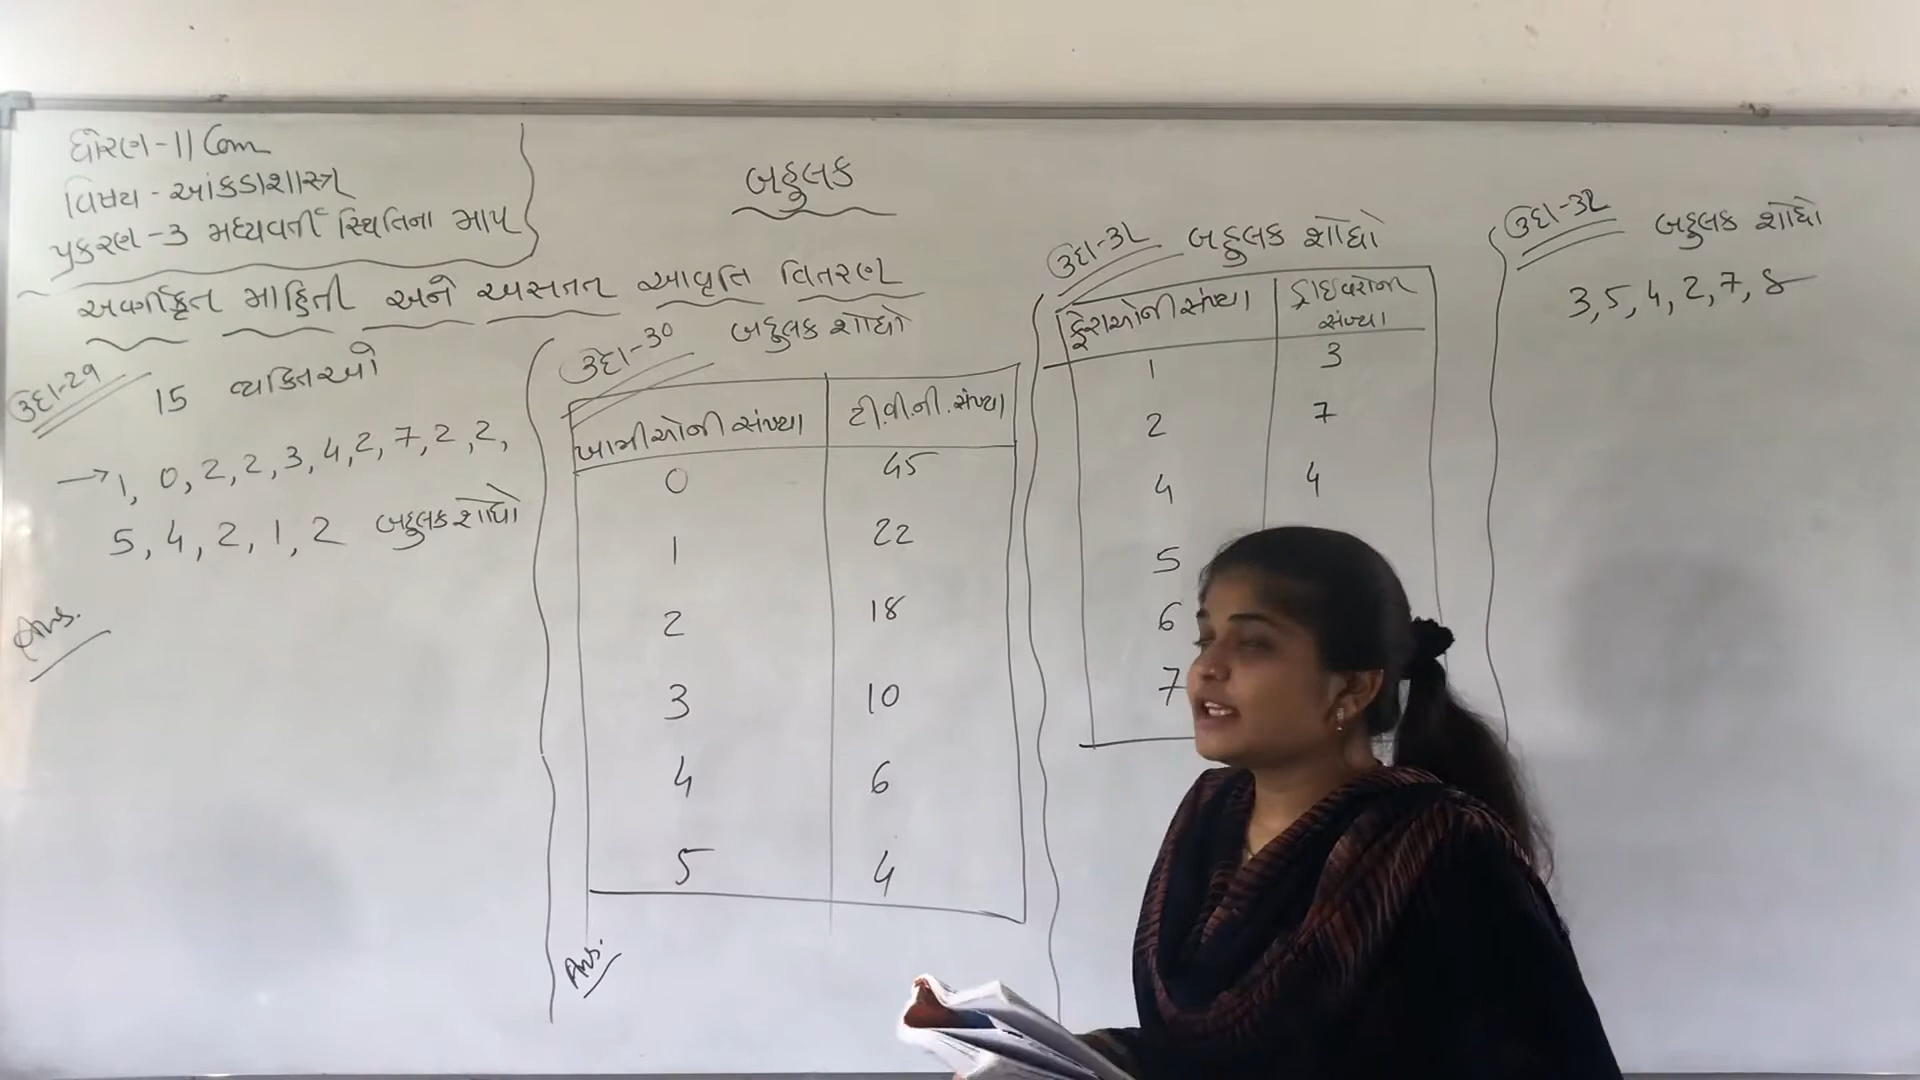 ધોરણ - 11 Com
વિષય - આંકડાશાસ્ત્ર
પ્રકરણ - 3 મધ્યવર્તી સ્થિતિના માપ
બહુલક
અવર્ગીકૃત માહિતી અને અસતત આવૃતિ વિતરણ
ઉદા-29
15 વ્યક્તિઓ
→ 1, 0, 2, 2, 3, 4, 2, 7, 2, 2,
5, 4, 2, 1, 2 બહુલક શોધો
Ans.
ઉદા-30 બહુલક શોધો
ખામીઓની સંખ્યા ટી.વી.ની. સંખ્યા
0 45
1 22
2 18
3 10
4 6
5 4
Ans.
ઉદા-31 બહુલક શોધો
ફેરાઓની સંખ્યા ડ્રાઇવરોની
સંખ્યા
1 3
2 7
4 4
5
6
7
ઉદા-32 બહુલક શોધો
3, 5, 4, 2, 7, 8